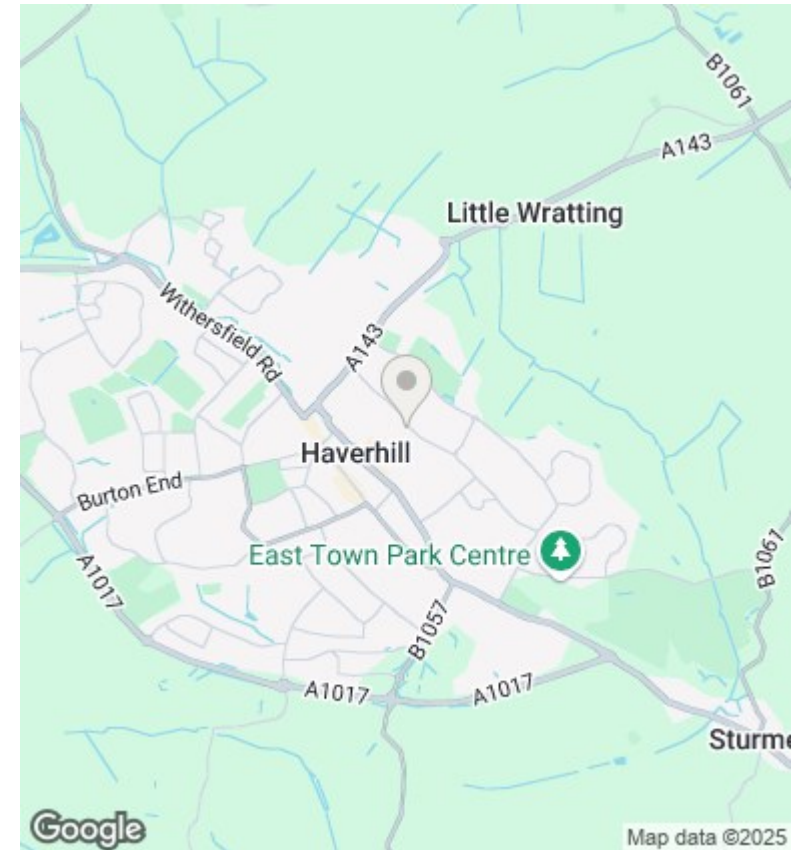 B1061
A143
Little Wratting
Withersfield Rd
A143
Haverhill
Burton End
East Town Park Centre
A1017
B1061
B1057
A1017
A1017
Sturme
Google
Map data ©2025